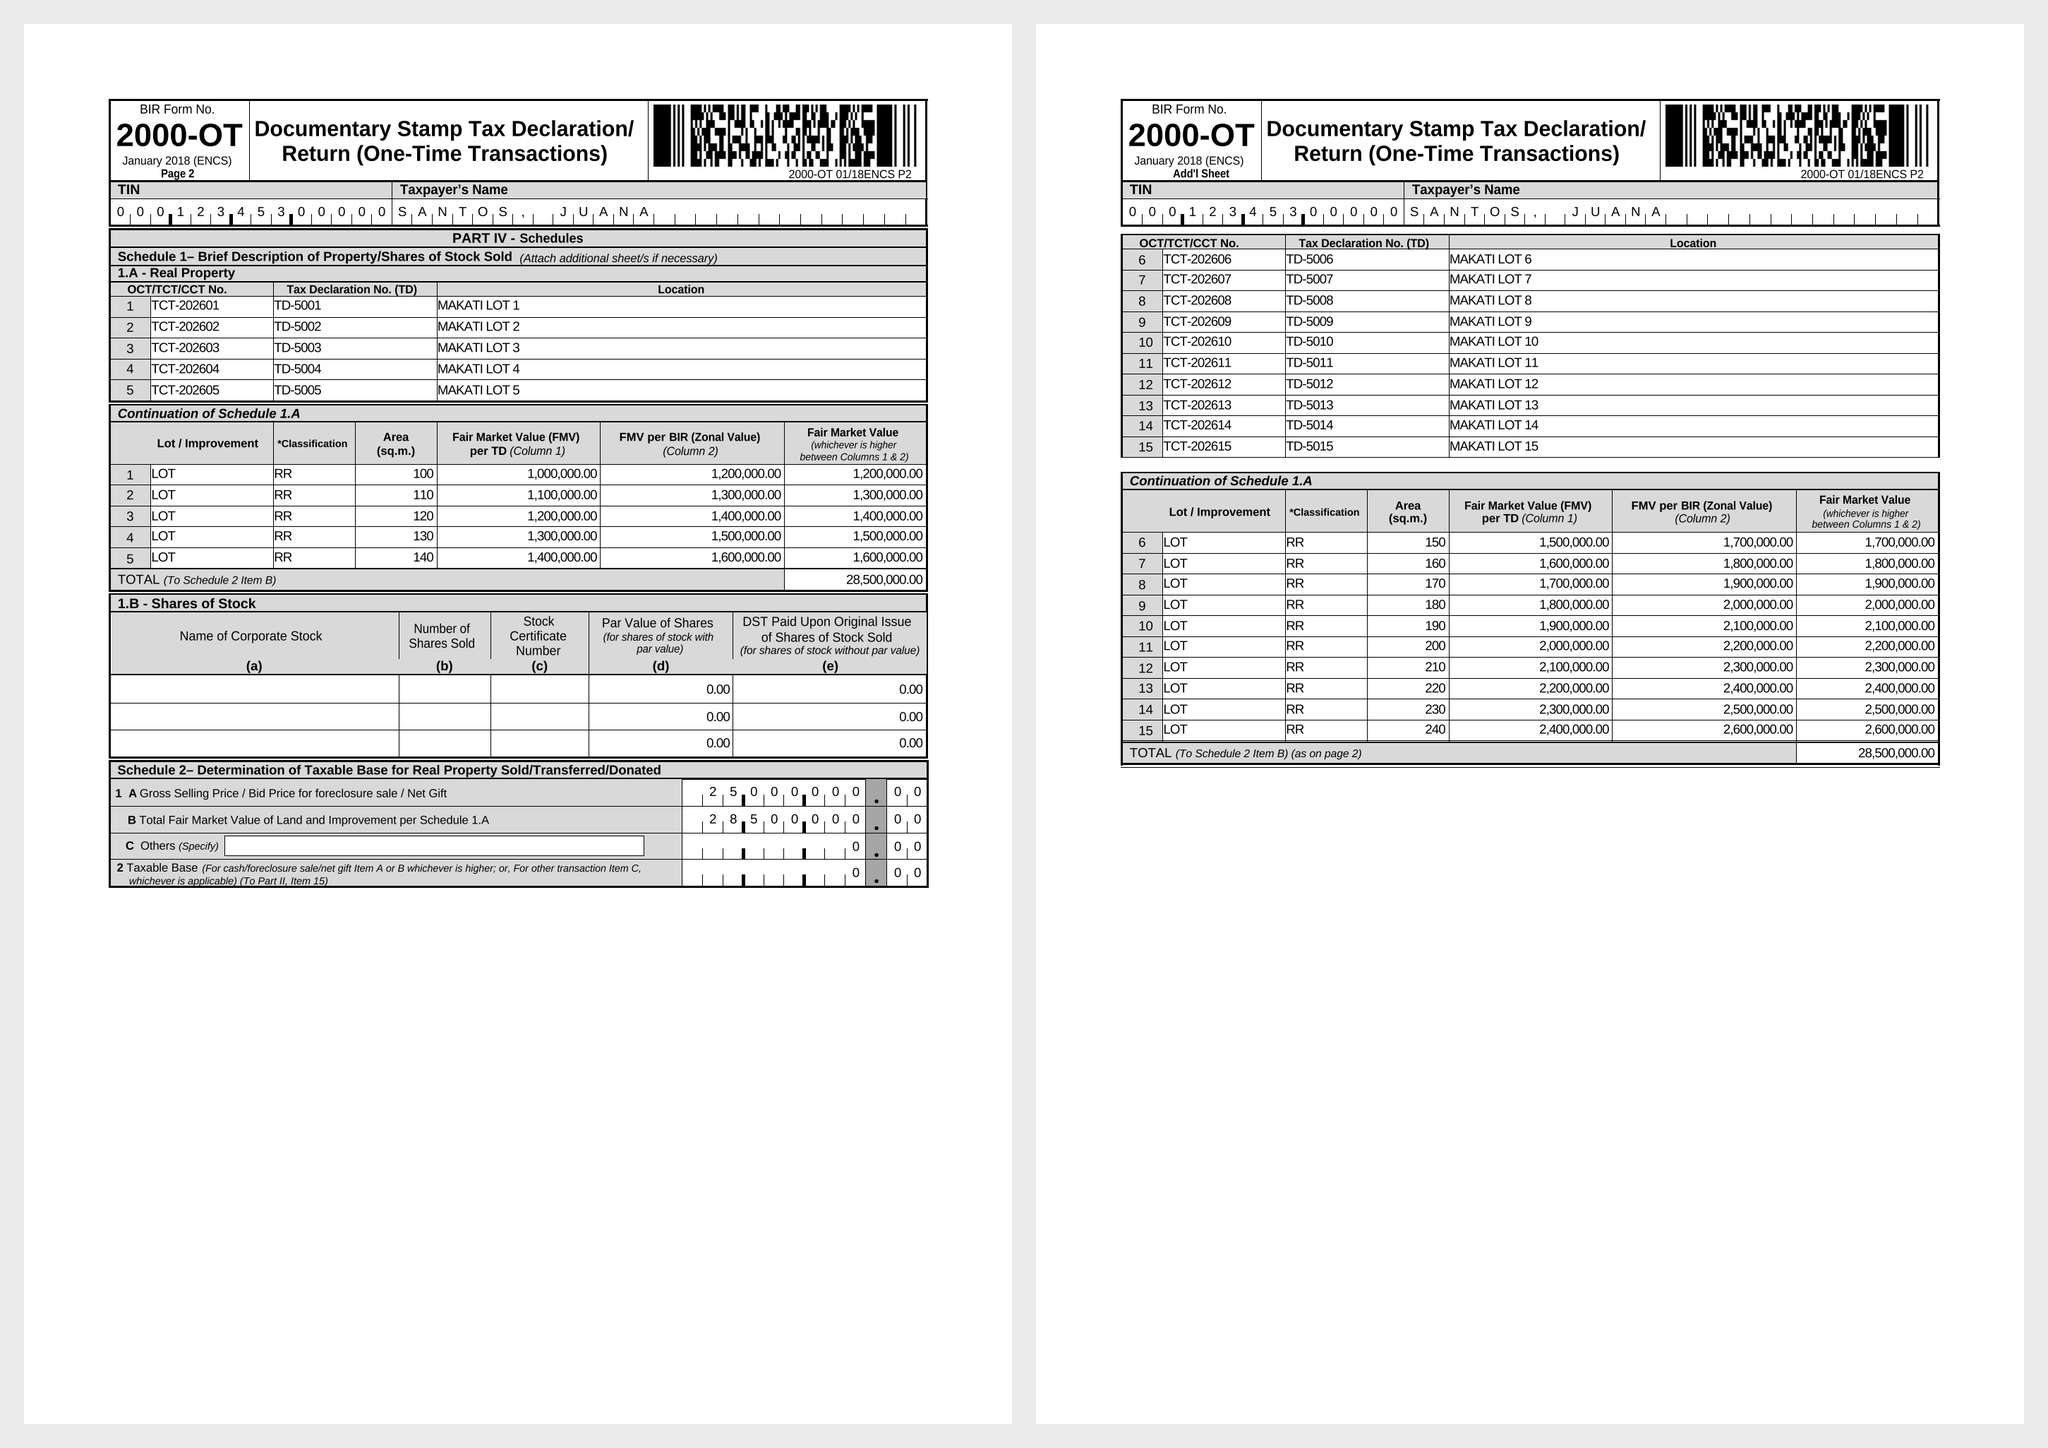 BIR Form No.
2000-OT
January 2018 (ENCS)
Page 2
Documentary Stamp Tax Declaration/
Return (One-Time Transactions)
2000-OT 01/18ENCS P2
TIN Taxpayer's Name
0 0 0 1 2 3 4 5 3 0 0 0 0 0 S A N T O S , J U A N A
PART IV - Schedules
Schedule 1– Brief Description of Property/Shares of Stock Sold (Attach additional sheet/s if necessary)
1.A - Real Property
OCT/TCT/CCT No. Tax Declaration No. (TD) Location
1 TCT-202601 TD-5001 MAKATI LOT 1
2 TCT-202602 TD-5002 MAKATI LOT 2
3 TCT-202603 TD-5003 MAKATI LOT 3
4 TCT-202604 TD-5004 MAKATI LOT 4
5 TCT-202605 TD-5005 MAKATI LOT 5
Continuation of Schedule 1.A
Lot / Improvement *Classification Area (sq.m.) Fair Market Value (FMV) per TD (Column 1) FMV per BIR (Zonal Value) (Column 2) Fair Market Value (whichever is higher between Columns 1 & 2)
1 LOT RR 100 1,000,000.00 1,200,000.00 1,200,000.00
2 LOT RR 110 1,100,000.00 1,300,000.00 1,300,000.00
3 LOT RR 120 1,200,000.00 1,400,000.00 1,400,000.00
4 LOT RR 130 1,300,000.00 1,500,000.00 1,500,000.00
5 LOT RR 140 1,400,000.00 1,600,000.00 1,600,000.00
TOTAL (To Schedule 2 Item B) 28,500,000.00
1.B - Shares of Stock
Name of Corporate Stock (a) Number of Shares Sold (b) Stock Certificate Number (c) Par Value of Shares (for shares of stock with par value) (d) DST Paid Upon Original Issue of Shares of Stock Sold (for shares of stock without par value) (e)
0.00 0.00
0.00 0.00
0.00 0.00
Schedule 2– Determination of Taxable Base for Real Property Sold/Transferred/Donated
1 A Gross Selling Price / Bid Price for foreclosure sale / Net Gift 2 5 0 0 0 0 0 0 . 0 0
B Total Fair Market Value of Land and Improvement per Schedule 1.A 2 8 5 0 0 0 0 0 . 0 0
C Others (Specify) 0 . 0 0
2 Taxable Base (For cash/foreclosure sale/net gift Item A or B whichever is higher; or, For other transaction Item C,
whichever is applicable) (To Part II, Item 15) 0 . 0 0
BIR Form No.
2000-OT
January 2018 (ENCS)
Add'l Sheet
Documentary Stamp Tax Declaration/
Return (One-Time Transactions)
2000-OT 01/18ENCS P2
TIN Taxpayer's Name
0 0 0 1 2 3 4 5 3 0 0 0 0 0 S A N T O S , J U A N A
OCT/TCT/CCT No. Tax Declaration No. (TD) Location
6 TCT-202606 TD-5006 MAKATI LOT 6
7 TCT-202607 TD-5007 MAKATI LOT 7
8 TCT-202608 TD-5008 MAKATI LOT 8
9 TCT-202609 TD-5009 MAKATI LOT 9
10 TCT-202610 TD-5010 MAKATI LOT 10
11 TCT-202611 TD-5011 MAKATI LOT 11
12 TCT-202612 TD-5012 MAKATI LOT 12
13 TCT-202613 TD-5013 MAKATI LOT 13
14 TCT-202614 TD-5014 MAKATI LOT 14
15 TCT-202615 TD-5015 MAKATI LOT 15
Continuation of Schedule 1.A
Lot / Improvement *Classification Area (sq.m.) Fair Market Value (FMV) per TD (Column 1) FMV per BIR (Zonal Value) (Column 2) Fair Market Value (whichever is higher between Columns 1 & 2)
6 LOT RR 150 1,500,000.00 1,700,000.00 1,700,000.00
7 LOT RR 160 1,600,000.00 1,800,000.00 1,800,000.00
8 LOT RR 170 1,700,000.00 1,900,000.00 1,900,000.00
9 LOT RR 180 1,800,000.00 2,000,000.00 2,000,000.00
10 LOT RR 190 1,900,000.00 2,100,000.00 2,100,000.00
11 LOT RR 200 2,000,000.00 2,200,000.00 2,200,000.00
12 LOT RR 210 2,100,000.00 2,300,000.00 2,300,000.00
13 LOT RR 220 2,200,000.00 2,400,000.00 2,400,000.00
14 LOT RR 230 2,300,000.00 2,500,000.00 2,500,000.00
15 LOT RR 240 2,400,000.00 2,600,000.00 2,600,000.00
TOTAL (To Schedule 2 Item B) (as on page 2) 28,500,000.00